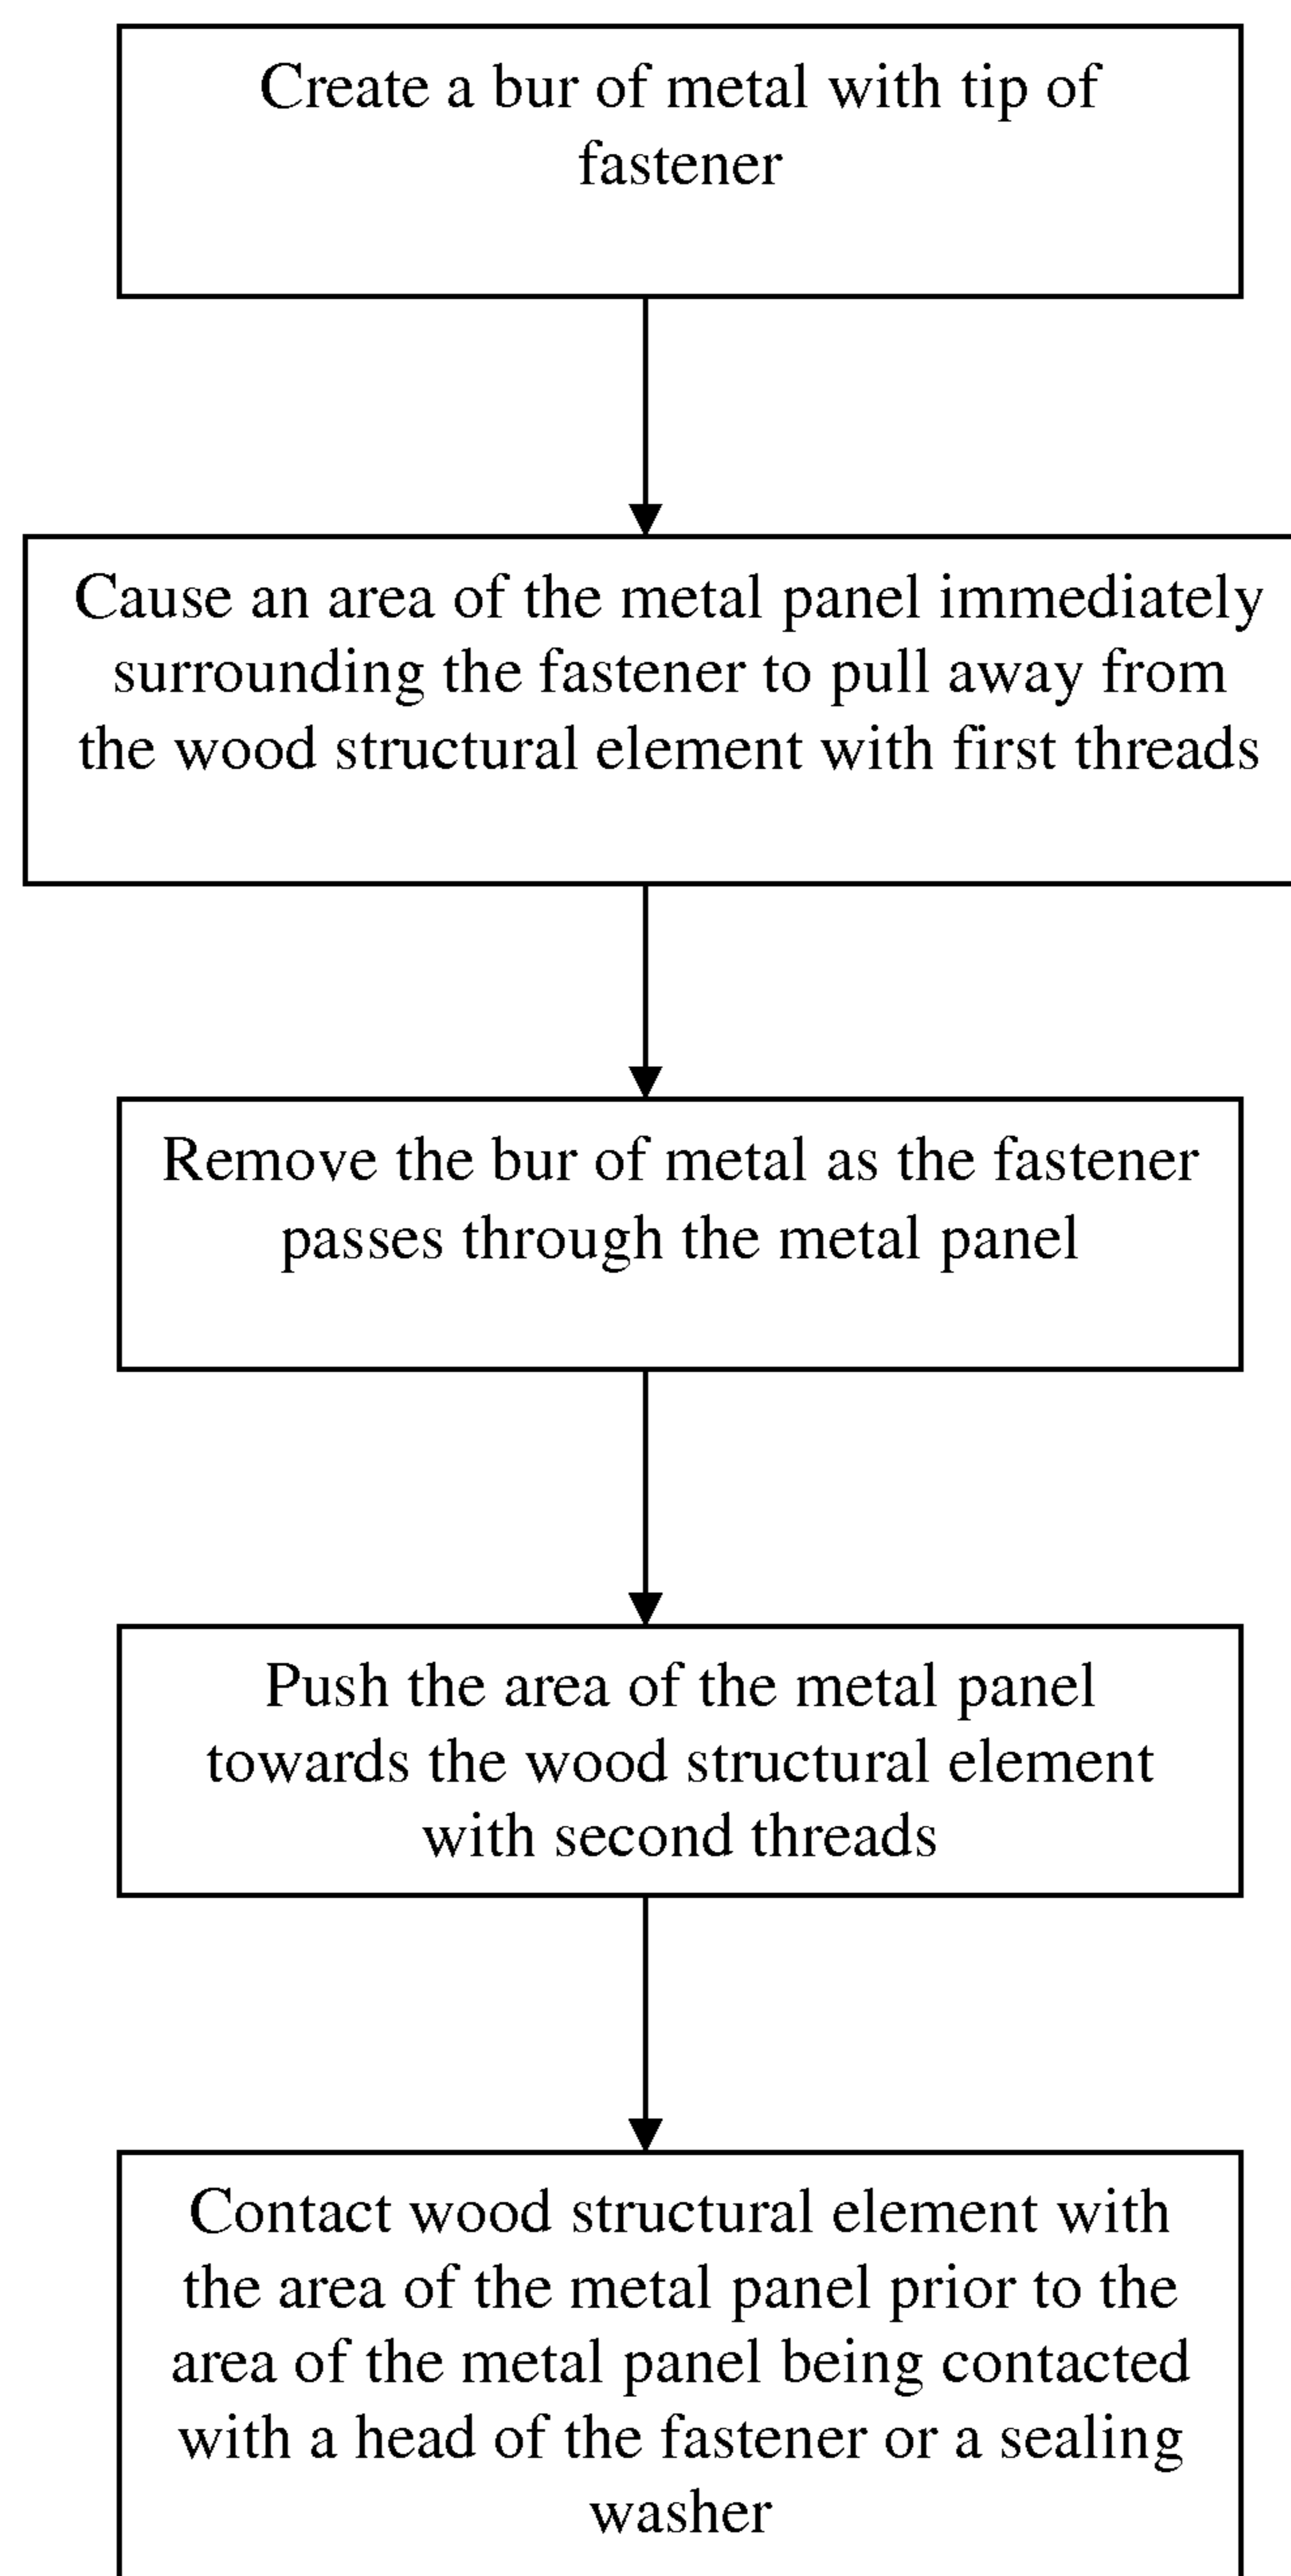 Create a bur of metal with tip of
fastener
Cause an area of the metal panel immediately
surrounding the fastener to pull away from
the wood structural element with first threads
Remove the bur of metal as the fastener
passes through the metal panel
Push the area of the metal panel
towards the wood structural element
with second threads
Contact wood structural element with
the area of the metal panel prior to the
area of the metal panel being contacted
with a head of the fastener or a sealing
washer